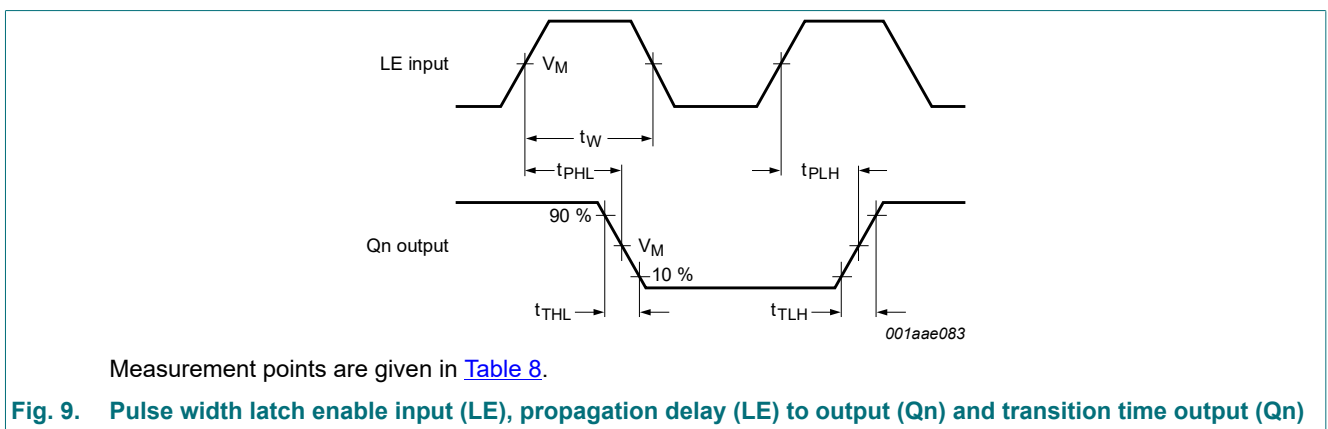 LE input
VM
tW
tPHL
tPLH
90 %
Qn output
VM
10 %
tTHL
tTLH
001aae083
Measurement points are given in Table 8.
Fig. 9. Pulse width latch enable input (LE), propagation delay (LE) to output (Qn) and transition time output (Qn)